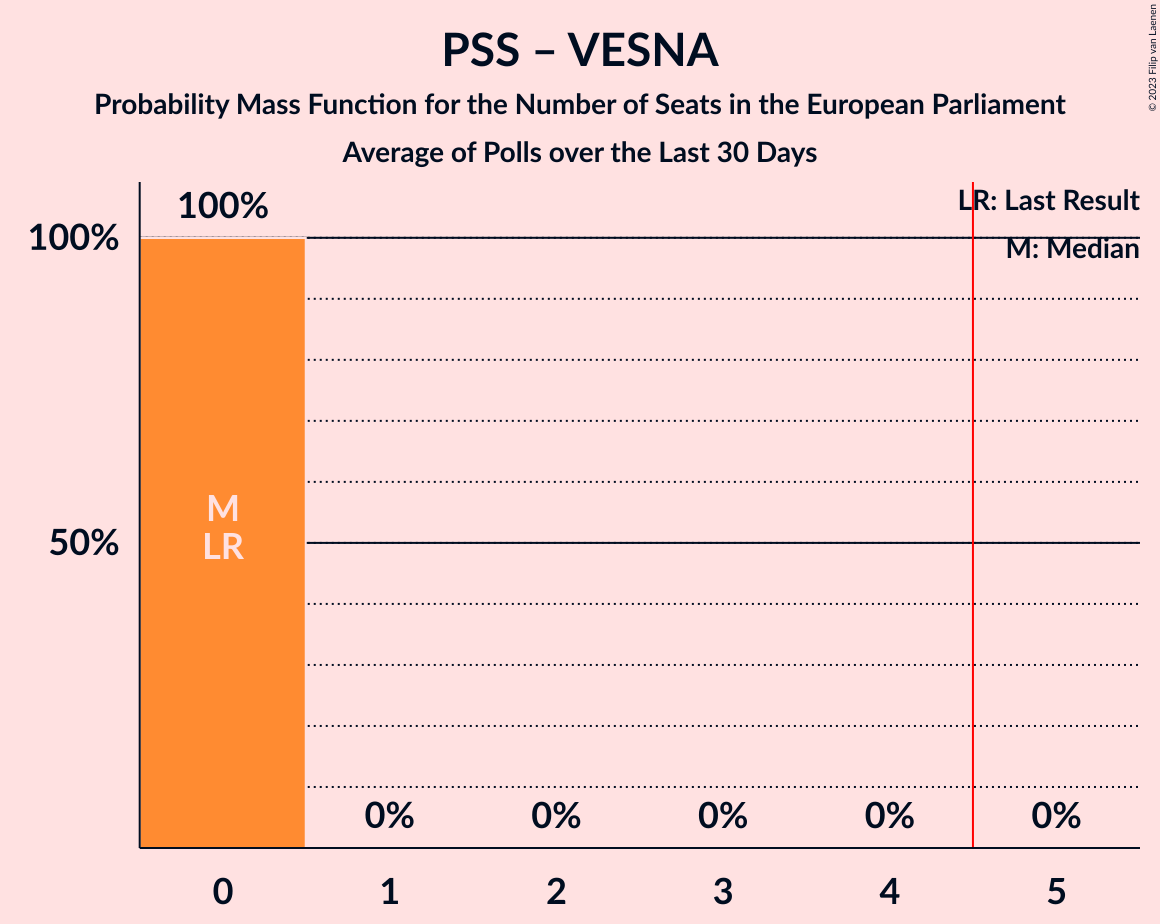 PSS – VESNA
Probability Mass Function for the Number of Seats in the European Parliament
Average of Polls over the Last 30 Days
© 2023 Filip van Laenen
LR: Last Result
M: Median
100%
100%
50%
M
LR
0% 0% 0% 0% 0%
0 1 2 3 4 5